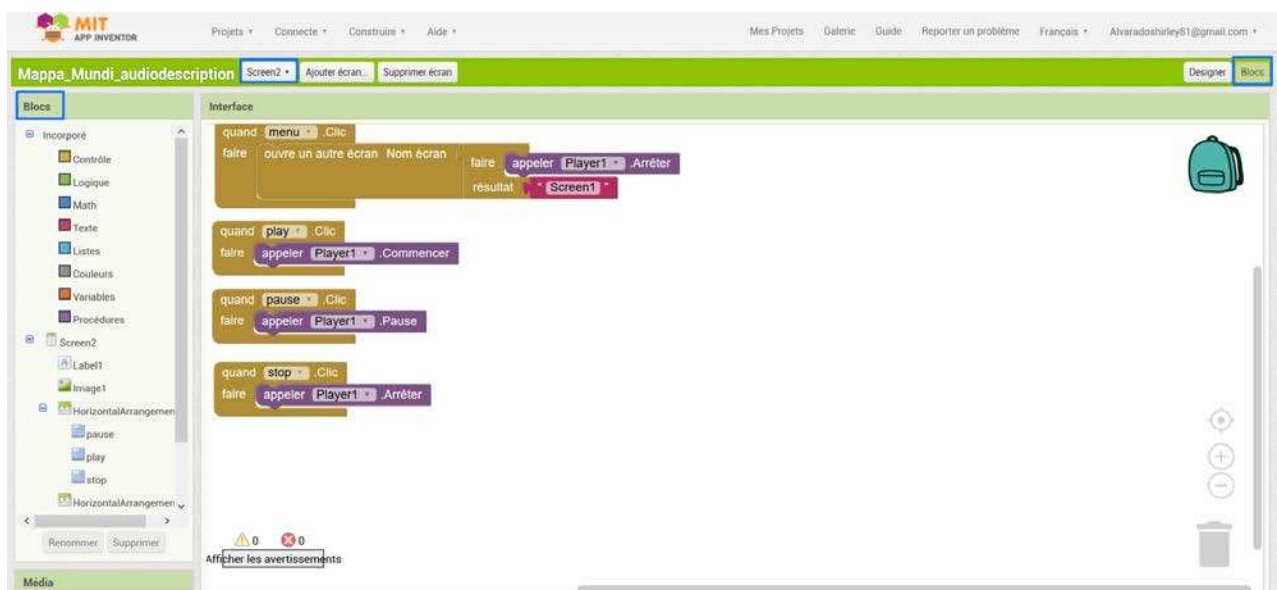 MIT
APP INVENTOR
Projets Connecte Construire Aide Mes Projets Galerie Guide Reporter un problème Français Alvaradoshirley81@gmail.com
Mappa_Mundi_audiodescription Screen2 Ajouter écran... Supprimer écran Designer Blocs
Blocs
Interface
Incorporé
Contrôle
Logique
Math
Texte
Listes
Couleurs
Variables
Procédures
Screen2
Label1
Image1
HorizontalArrangemen
pause
play
stop
HorizontalArrangemen
Renommer Supprimer
Média
quand menu .Clic
faire ouvre un autre écran Nom écran faire appeler Player1 .Arrêter
résultat " Screen1 "
quand play .Clic
faire appeler Player1 .Commencer
quand pause .Clic
faire appeler Player1 .Pause
quand stop .Clic
faire appeler Player1 .Arrêter
0 0
Afficher les avertissements